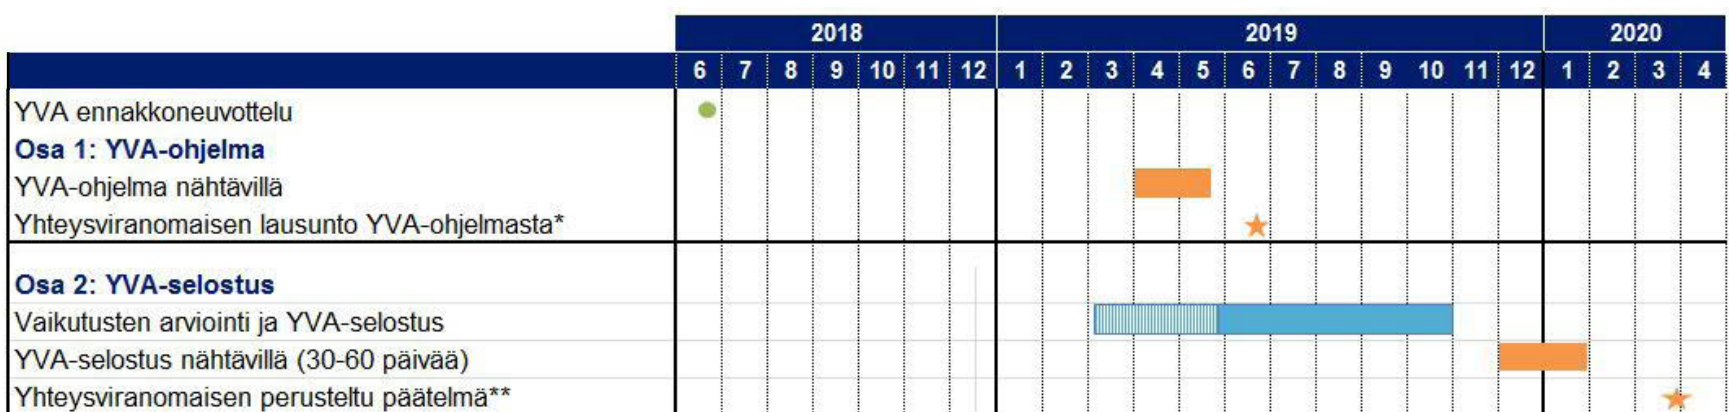 2018 2019 2020
6 7 8 9 10 11 12 1 2 3 4 5 6 7 8 9 10 11 12 1 2 3 4
YVA ennakkoneuvottelu
Osa 1: YVA-ohjelma
YVA-ohjelma nähtävillä
Yhteysviranomaisen lausunto YVA-ohjelmasta*
Osa 2: YVA-selostus
Vaikutusten arviointi ja YVA-selostus
YVA-selostus nähtävillä (30-60 päivää)
Yhteysviranomaisen perusteltu päätelmä**